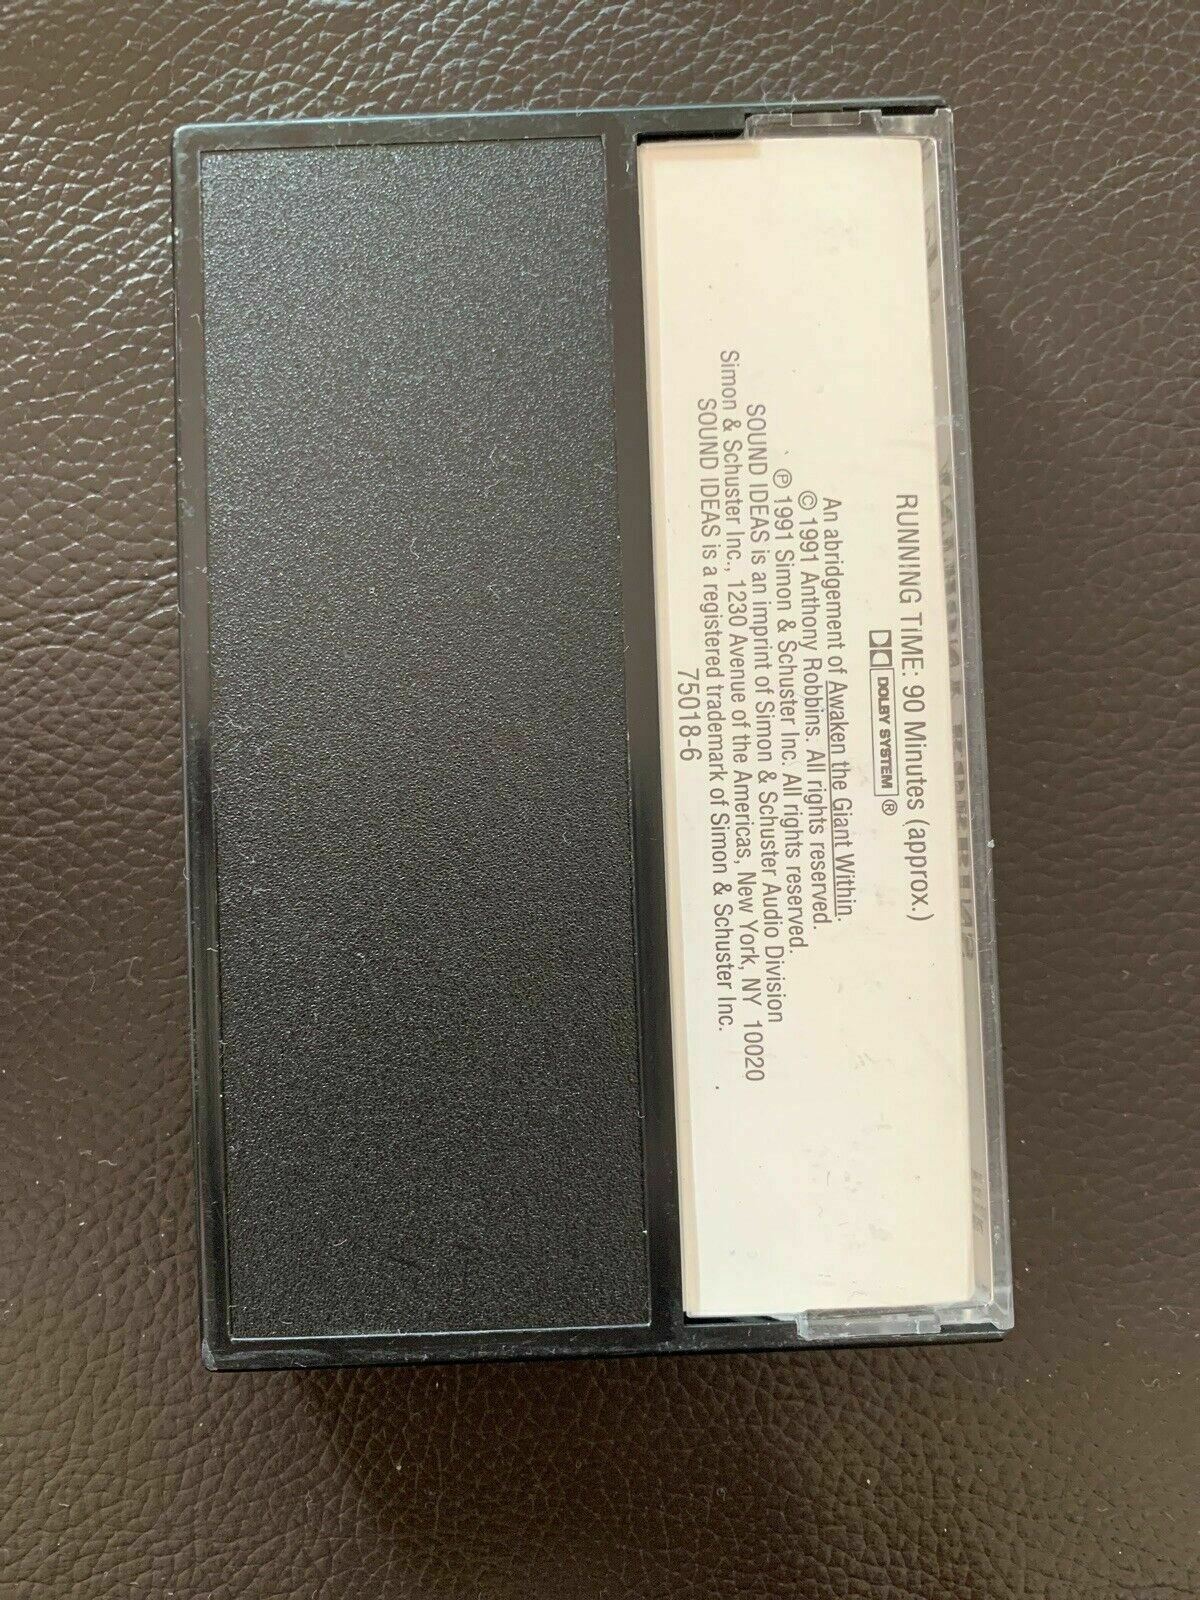 RUNNING TIME: 90 Minutes (approx.)
DOLBY SYSTEM ®
An abridgement of Awaken the Giant Within.
© 1991 Anthony Robbins. All rights reserved.
℗ 1991 Simon & Schuster Inc. All rights reserved.
SOUND IDEAS is an imprint of Simon & Schuster Audio Division
Simon & Schuster Inc., 1230 Avenue of the Americas, New York, NY 10020
SOUND IDEAS is a registered trademark of Simon & Schuster Inc.
75018-6